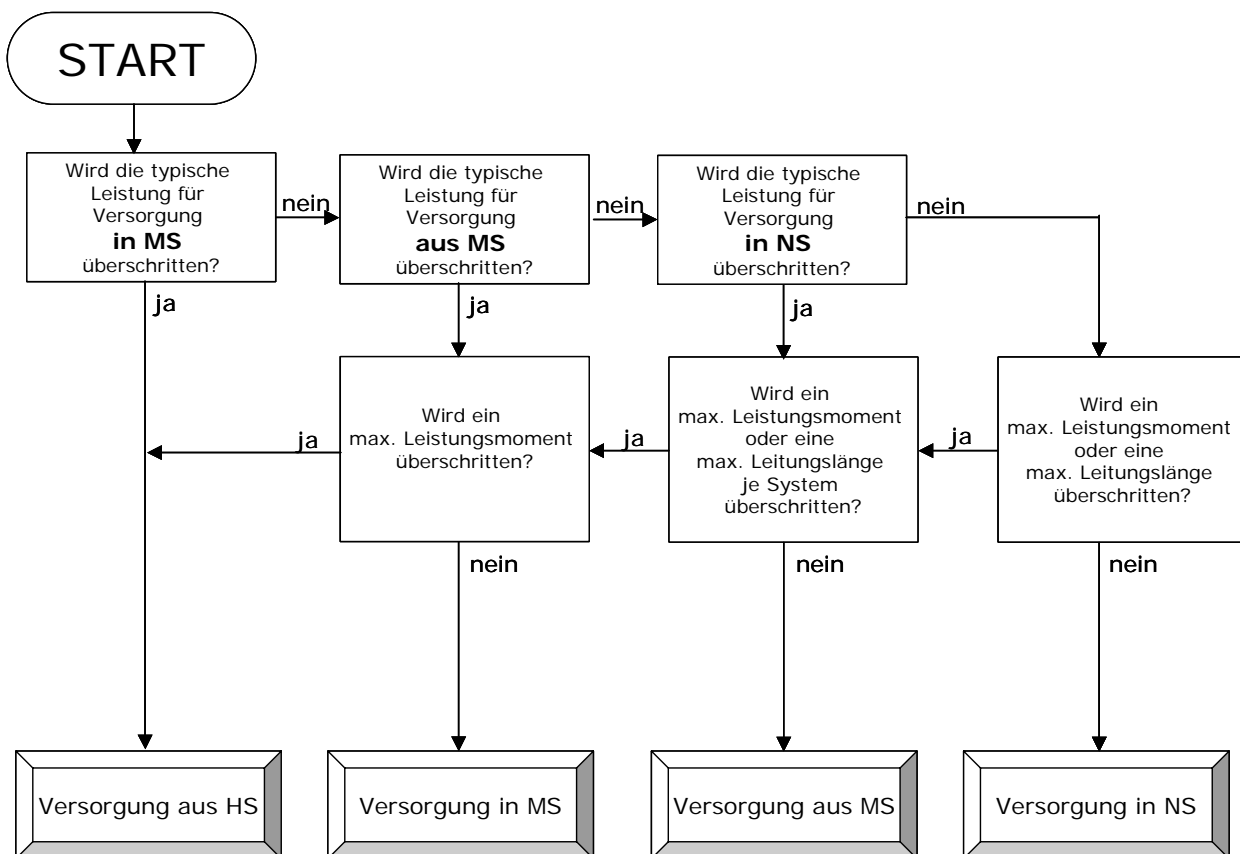 START
Wird die typische
Leistung für
Versorgung
in MS
überschritten?
nein
Wird die typische
Leistung für
Versorgung
aus MS
überschritten?
nein
Wird die typische
Leistung für
Versorgung
in NS
überschritten?
nein
ja
ja
ja
Wird ein
max. Leistungsmoment
überschritten?
Wird ein
max. Leistungsmoment
oder eine
max. Leitungslänge
je System
überschritten?
Wird ein
max. Leistungsmoment
oder eine
max. Leitungslänge
überschritten?
ja
ja
ja
nein
nein
nein
Versorgung aus HS
Versorgung in MS
Versorgung aus MS
Versorgung in NS